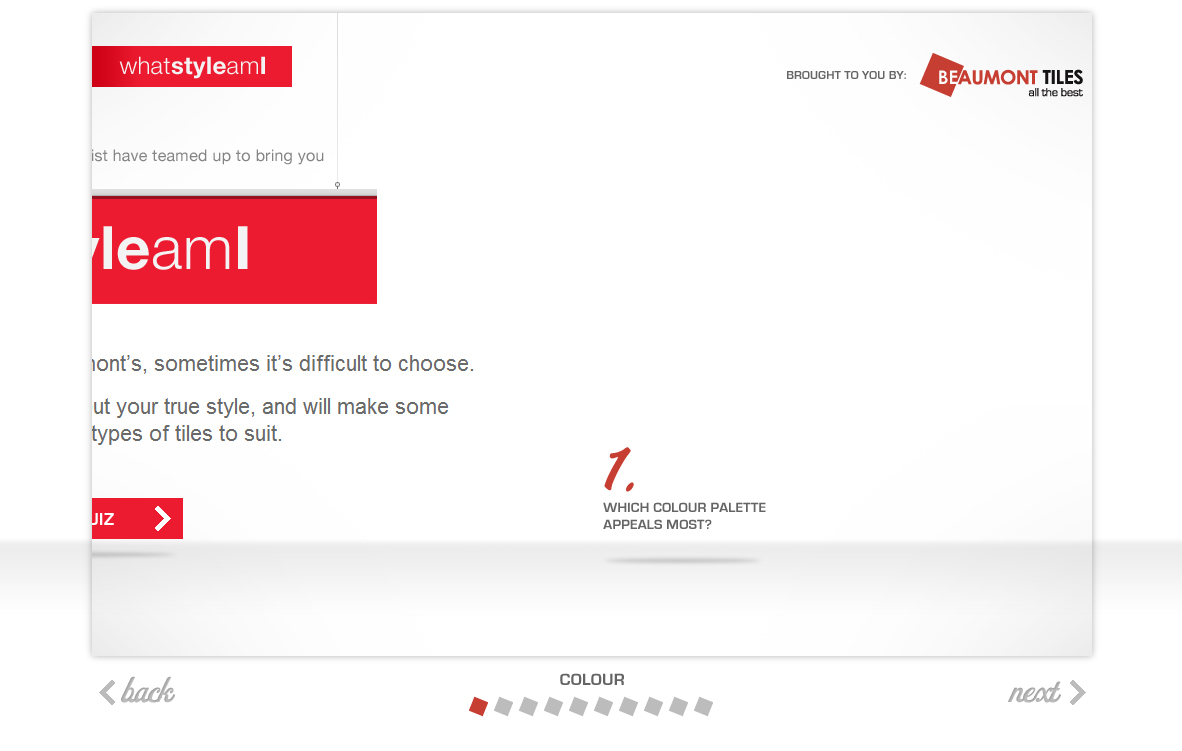 whatstyleamI
BROUGHT TO YOU BY:
BEAUMONT TILES
all the best
ist have teamed up to bring you
yleamI
mont's, sometimes it's difficult to choose.
ut your true style, and will make some
types of tiles to suit.
UIZ
1.
WHICH COLOUR PALETTE
APPEALS MOST?
back
COLOUR
next